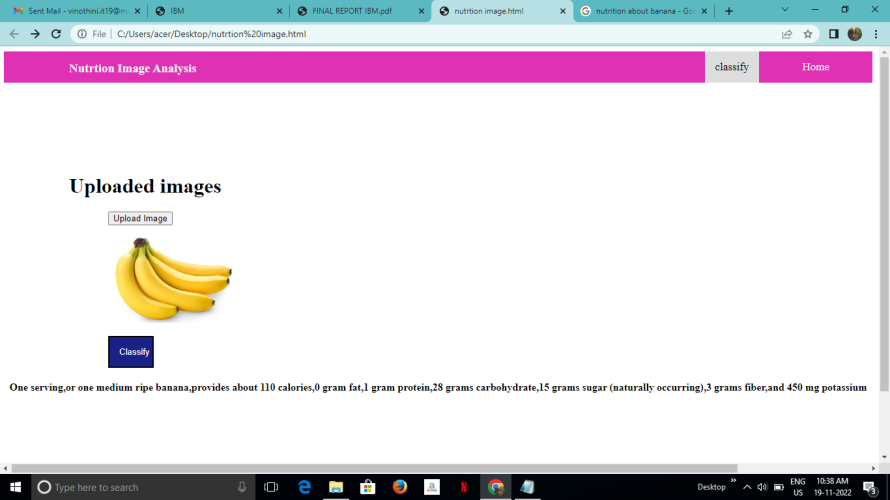 Sent Mail - vinothini.it19@m
IBM
FINAL REPORT IBM.pdf
nutrtion image.html
nutrtion about banana - Go
File | C:/Users/acer/Desktop/nutrtion%20image.html
Nutrtion Image Analysis
classify
Home
Uploaded images
Upload Image
Classify
One serving,or one medium ripe banana,provides about 110 calories,0 gram fat,1 gram protein,28 grams carbohydrate,15 grams sugar (naturally occurring),3 grams fiber,and 450 mg potassium
Type here to search
Desktop
ENG
US
10:38 AM
19-11-2022
3